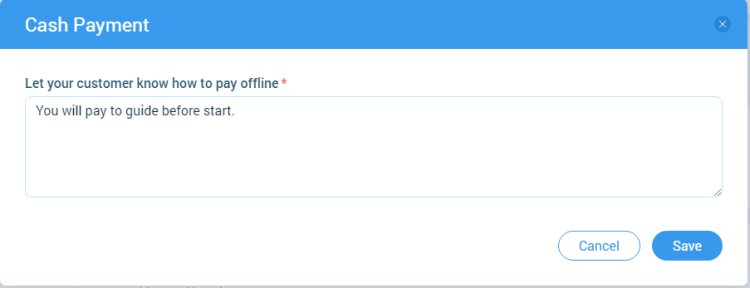 Cash Payment
Let your customer know how to pay offline *
You will pay to guide before start.
Cancel
Save